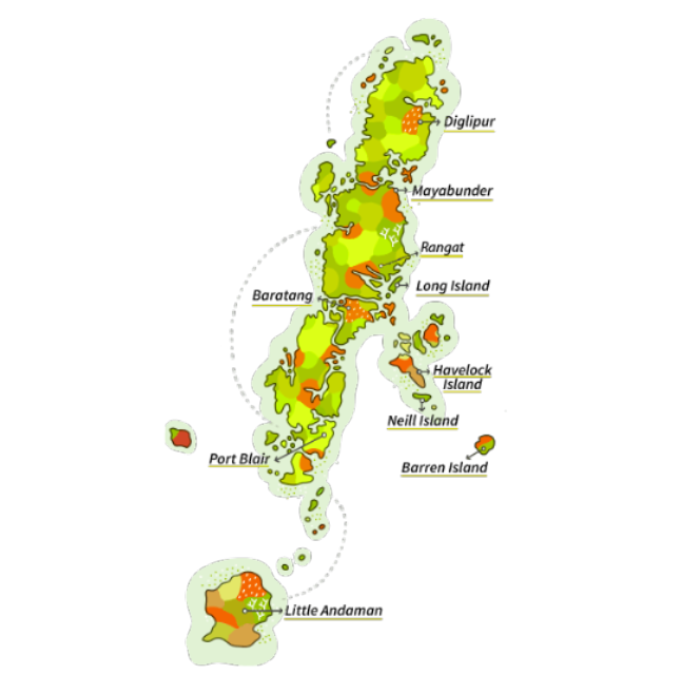 Diglipur
Mayabunder
Rangat
Long Island
Baratang
Havelock
Island
Neill Island
Port Blair
Barren Island
Little Andaman